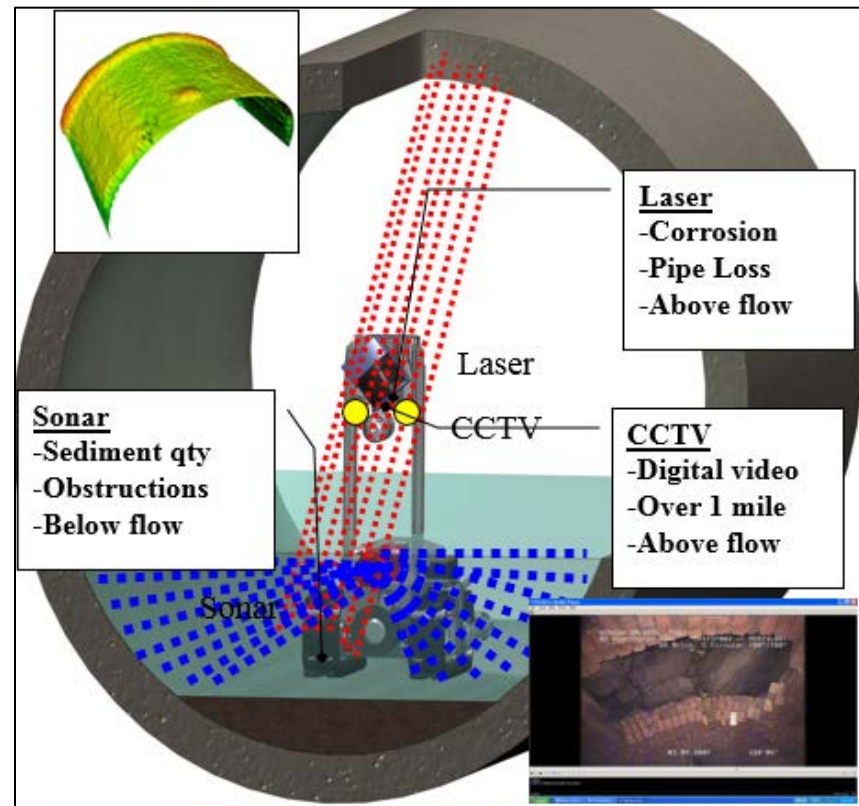 Laser
-Corrosion
-Pipe Loss
-Above flow
Laser
CCTV
Sonar
-Sediment qty
-Obstructions
-Below flow
CCTV
-Digital video
-Over 1 mile
-Above flow
Sonar